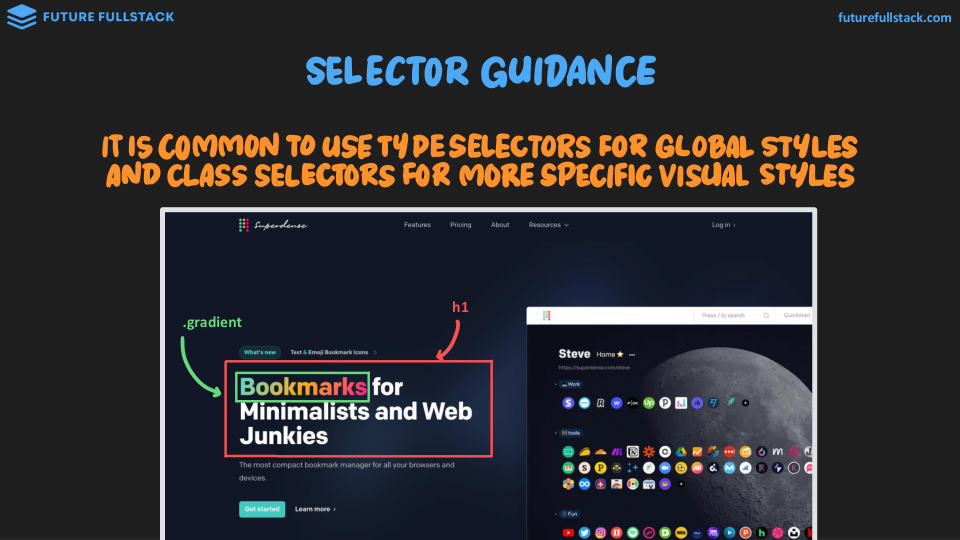 FUTURE FULLSTACK
futurefullstack.com
SELECTOR GUIDANCE
IT IS COMMON TO USE TYPE SELECTORS FOR GLOBAL STYLES
AND CLASS SELECTORS FOR MORE SPECIFIC VISUAL STYLES
Superdense Features Pricing About Resources Log in ›
h1
.gradient
Press / to search Quickstart
What's new Text & Emoji Bookmark Icons ›
Steve Home
https://superdense.com/steve
Work
Bookmarks for
Minimalists and Web
Junkies
tools
The most compact bookmark manager for all your browsers and
devices.
Get started Learn more ›
Fun